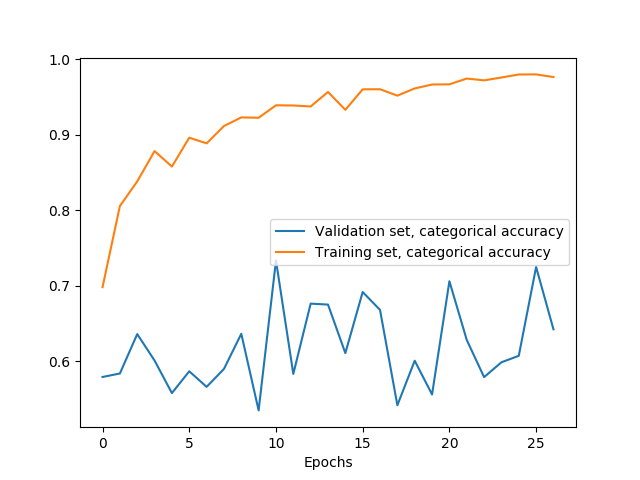 1.0
0.9
0.8
0.7
0.6
Validation set, categorical accuracy
Training set, categorical accuracy
0 5 10 15 20 25
Epochs